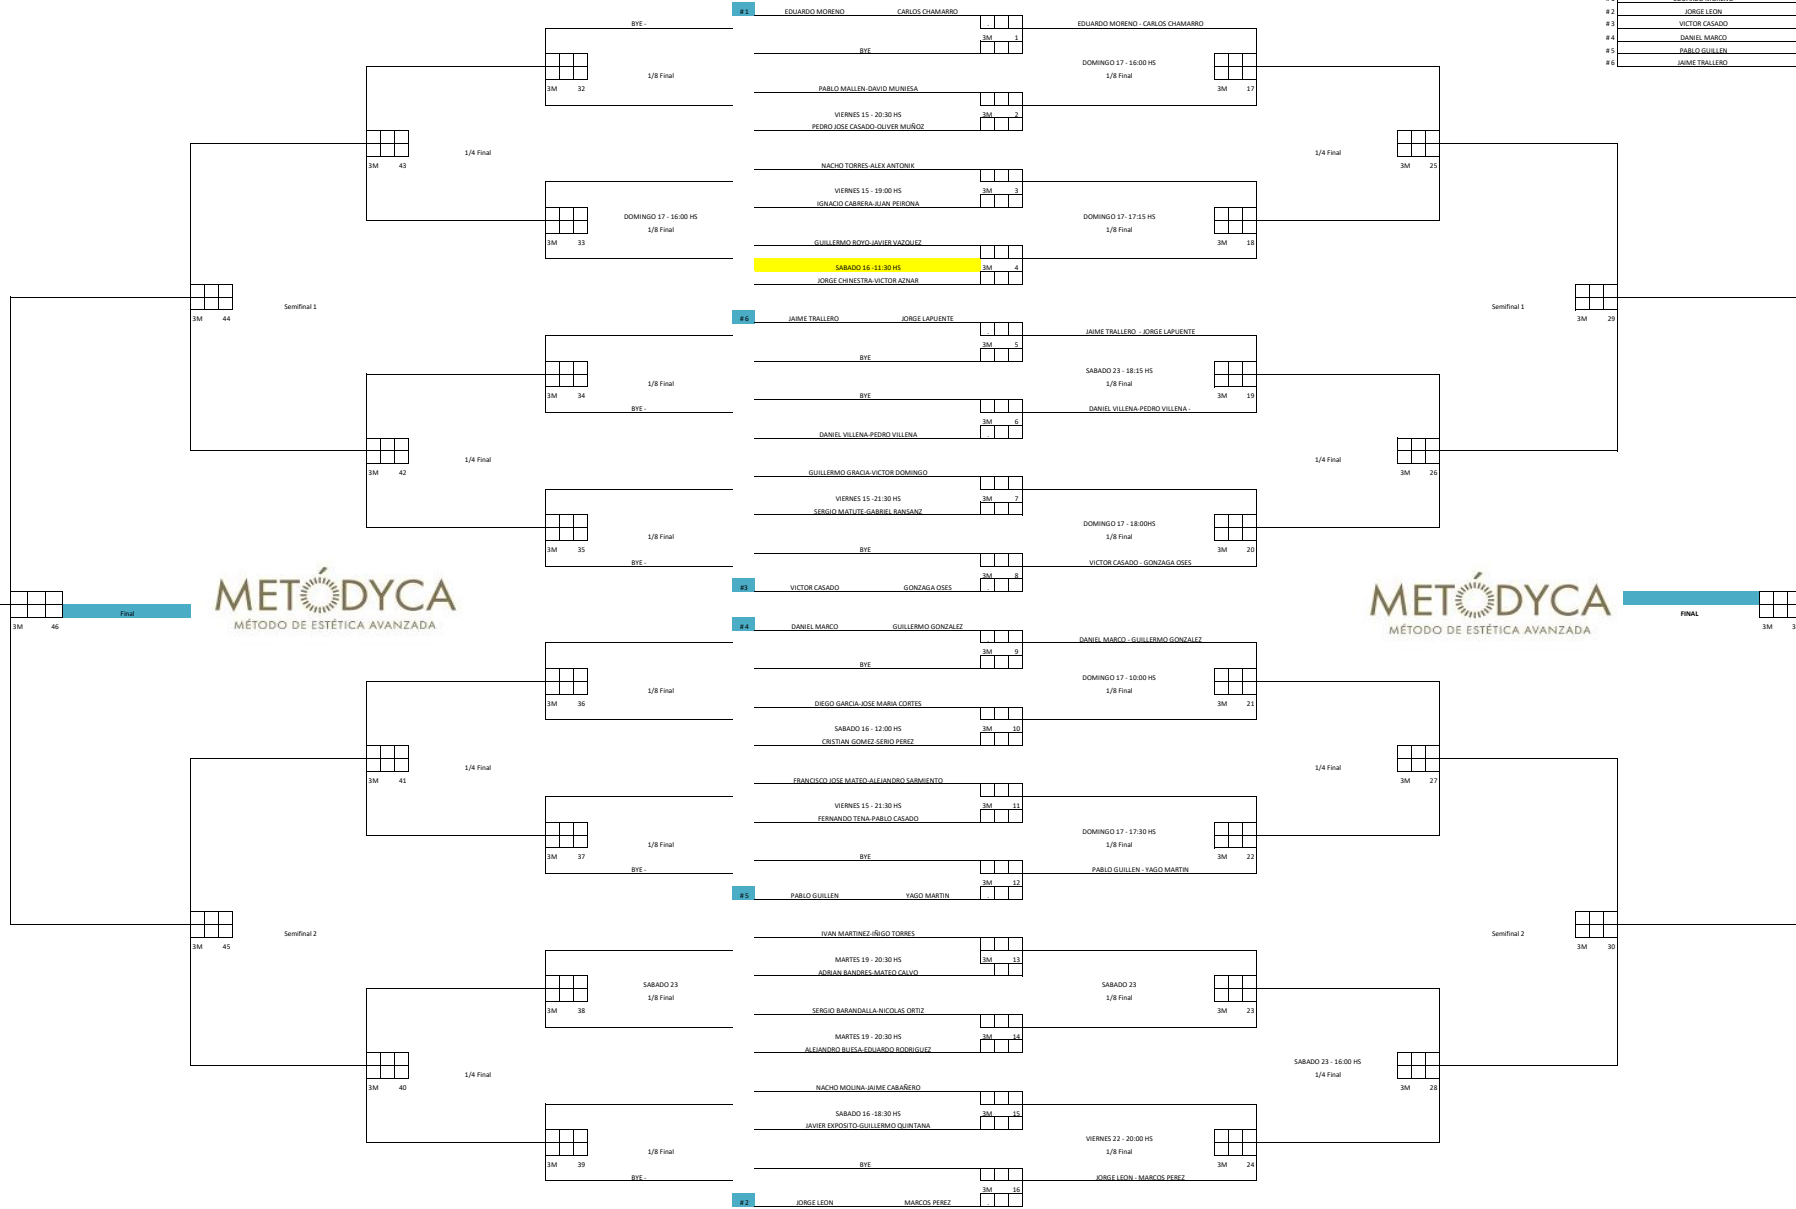 # 1 EDUARDO MORENO CARLOS CHAMARRO
BYE -
3M 1
EDUARDO MORENO - CARLOS CHAMARRO
BYE
# 2 JORGE LEON
# 3 VICTOR CASADO
# 4 DANIEL MARCO
# 5 PABLO GUILLEN
# 6 JAIME TRALLERO
1/8 Final
3M 32
DOMINGO 17 - 16:00 HS
1/8 Final
3M 17
PABLO MALLEN-DAVID MUNIESA
VIERNES 15 - 20:30 HS
3M 2
PEDRO JOSE CASADO-OLIVER MUÑOZ
3M 43
1/4 Final
1/4 Final
3M 25
NACHO TORRES-ALEX ANTONIK
VIERNES 15 - 19:00 HS
3M 3
IGNACIO CABRERA-JUAN PEIRONA
DOMINGO 17 - 16:00 HS
1/8 Final
3M 33
DOMINGO 17- 17:15 HS
1/8 Final
3M 18
GUILLERMO ROYO-JAVIER VAZQUEZ
SABADO 16 -11:30 HS
3M 4
JORGE CHINESTRA-VICTOR AZNAR
3M 44
Semifinal 1
Semifinal 1
3M 29
# 6 JAIME TRALLERO JORGE LAPUENTE
3M 5
JAIME TRALLERO - JORGE LAPUENTE
BYE
1/8 Final
3M 34
SABADO 23 - 18:15 HS
1/8 Final
3M 19
BYE -
BYE
3M 6
DANIEL VILLENA-PEDRO VILLENA -
DANIEL VILLENA-PEDRO VILLENA
3M 42
1/4 Final
1/4 Final
3M 26
GUILLERMO GRACIA-VICTOR DOMINGO
VIERNES 15 -21:30 HS
3M 7
SERGIO MATUTE-GABRIEL RANSANZ
1/8 Final
3M 35
DOMINGO 17 - 18:00HS
1/8 Final
3M 20
BYE -
BYE
3M 8
VICTOR CASADO - GONZAGA OSES
#3 VICTOR CASADO GONZAGA OSES
Final
3M 46
METÓDYCA
MÉTODO DE ESTÉTICA AVANZADA
METÓDYCA
MÉTODO DE ESTÉTICA AVANZADA
FINAL
3M 3
# 4 DANIEL MARCO GUILLERMO GONZALEZ
3M 9
DANIEL MARCO - GUILLERMO GONZALEZ
BYE
1/8 Final
3M 36
DOMINGO 17 - 10:00 HS
1/8 Final
3M 21
DIEGO GARCIA-JOSE MARIA CORTES
SABADO 16 - 12:00 HS
3M 10
CRISTIAN GOMEZ-SERIO PEREZ
3M 41
1/4 Final
1/4 Final
3M 27
FRANCISCO JOSE MATEO-ALEJANDRO SARMIENTO
VIERNES 15 - 21:30 HS
3M 11
FERNANDO TENA-PABLO CASADO
1/8 Final
3M 37
DOMINGO 17 - 17:30 HS
1/8 Final
3M 22
BYE -
BYE
3M 12
PABLO GUILLEN - YAGO MARTIN
# 5 PABLO GUILLEN YAGO MARTIN
3M 45
Semifinal 2
Semifinal 2
3M 30
IVAN MARTINEZ-IÑIGO TORRES
MARTES 19 - 20:30 HS
3M 13
ADRIAN BANDRES-MATEO CALVO
SABADO 23
1/8 Final
3M 38
SABADO 23
1/8 Final
3M 23
SERGIO BARANDALLA-NICOLAS ORTIZ
MARTES 19 - 20:30 HS
3M 14
ALEJANDRO BUESA-EDUARDO RODRIGUEZ
3M 40
1/4 Final
SABADO 23 - 16:00 HS
1/4 Final
3M 28
NACHO MOLINA-JAIME CABAÑERO
SABADO 16 -18:30 HS
3M 15
JAVIER EXPOSITO-GUILLERMO QUINTANA
1/8 Final
3M 39
VIERNES 22 - 20:00 HS
1/8 Final
3M 24
BYE -
BYE
3M 16
JORGE LEON - MARCOS PEREZ
# 2 JORGE LEON MARCOS PEREZ